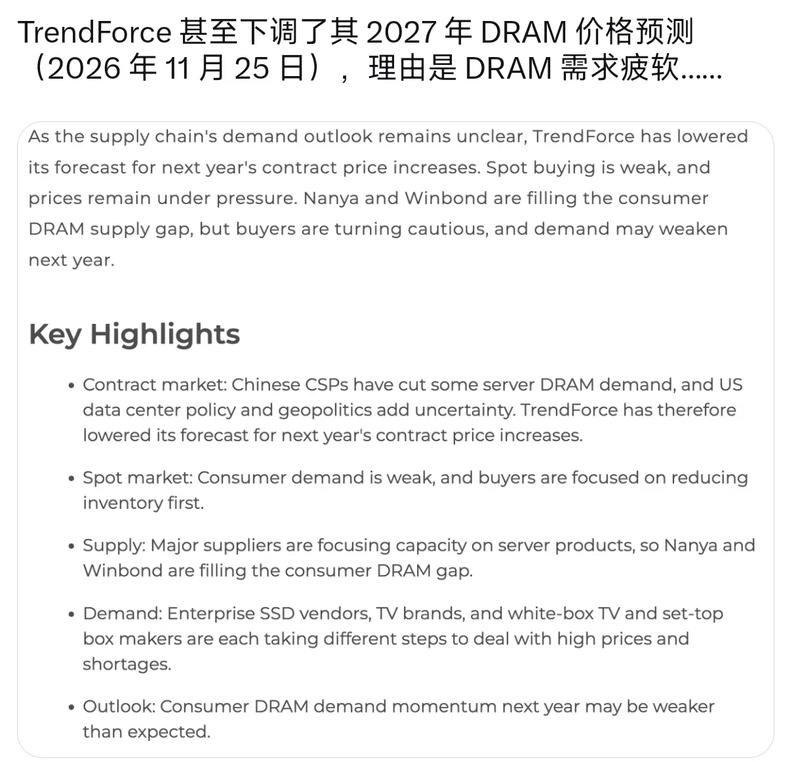 TrendForce 甚至下调了其 2027 年 DRAM 价格预测
（2026 年 11 月 25 日），理由是 DRAM 需求疲软……
As the supply chain's demand outlook remains unclear, TrendForce has lowered
its forecast for next year's contract price increases. Spot buying is weak, and
prices remain under pressure. Nanya and Winbond are filling the consumer
DRAM supply gap, but buyers are turning cautious, and demand may weaken
next year.
Key Highlights
• Contract market: Chinese CSPs have cut some server DRAM demand, and US
data center policy and geopolitics add uncertainty. TrendForce has therefore
lowered its forecast for next year's contract price increases.
• Spot market: Consumer demand is weak, and buyers are focused on reducing
inventory first.
• Supply: Major suppliers are focusing capacity on server products, so Nanya and
Winbond are filling the consumer DRAM gap.
• Demand: Enterprise SSD vendors, TV brands, and white-box TV and set-top
box makers are each taking different steps to deal with high prices and
shortages.
• Outlook: Consumer DRAM demand momentum next year may be weaker
than expected.